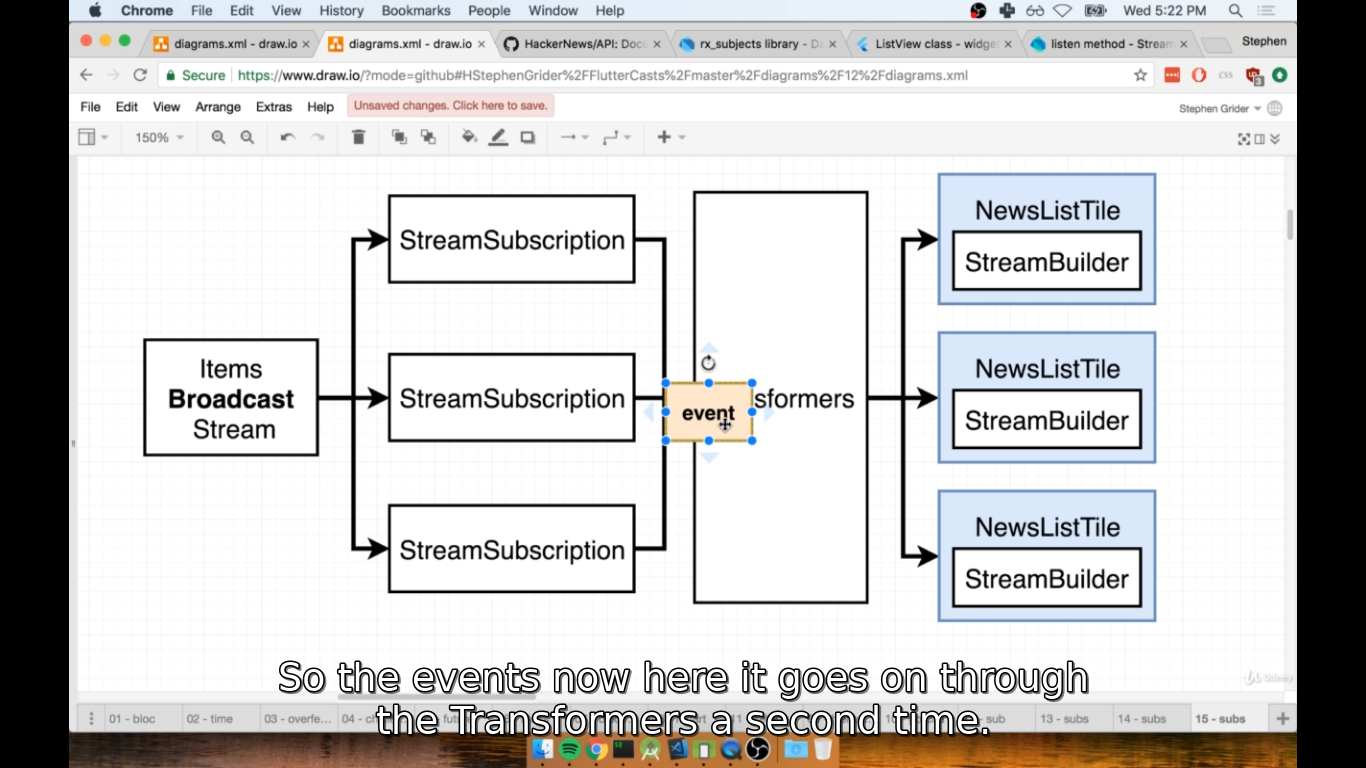 Chrome File Edit View History Bookmarks People Window Help Wed 5:22 PM
diagrams.xml - draw.io diagrams.xml - draw.io HackerNews/API: Docu rx_subjects library - Da ListView class - widge listen method - Stream Stephen
Secure https://www.draw.io/?mode=github#HStephenGrider%2FFlutterCasts%2Fmaster%2Fdiagrams%2F12%2Fdiagrams.xml
File Edit View Arrange Extras Help Unsaved changes. Click here to save. Stephen Grider
150%
StreamSubscription
NewsListTile
StreamBuilder
Items
Broadcast
Stream
StreamSubscription
event
sformers
NewsListTile
StreamBuilder
StreamSubscription
NewsListTile
StreamBuilder
So the events now here it goes on through
the Transformers a second time.
Udemy
01 - bloc 02 - time 03 - overfe... 04 - ch sub 13 - subs 14 - subs 15 - subs